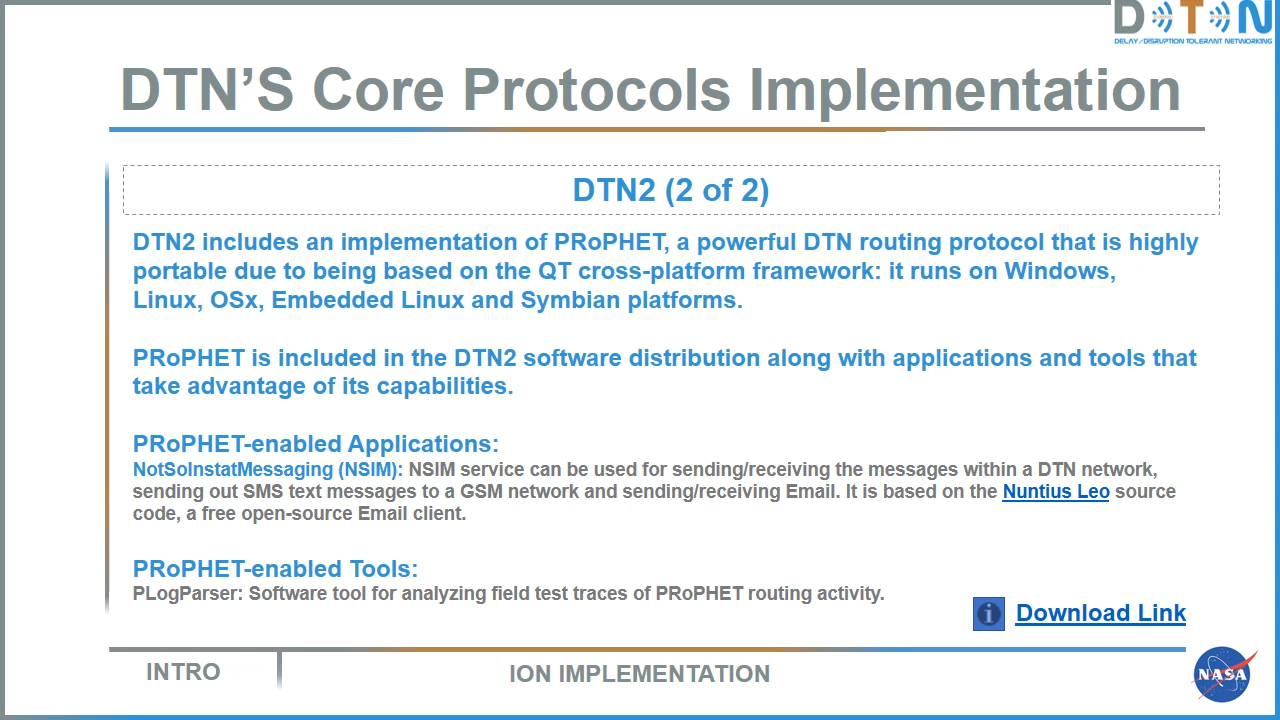 DTN
DELAY/DISRUPTION TOLERANT NETWORKING
DTN’S Core Protocols Implementation
DTN2 (2 of 2)
DTN2 includes an implementation of PRoPHET, a powerful DTN routing protocol that is highly
portable due to being based on the QT cross-platform framework: it runs on Windows,
Linux, OSx, Embedded Linux and Symbian platforms.
PRoPHET is included in the DTN2 software distribution along with applications and tools that
take advantage of its capabilities.
PRoPHET-enabled Applications:
NotSoInstatMessaging (NSIM): NSIM service can be used for sending/receiving the messages within a DTN network,
sending out SMS text messages to a GSM network and sending/receiving Email. It is based on the Nuntius Leo source
code, a free open-source Email client.
PRoPHET-enabled Tools:
PLogParser: Software tool for analyzing field test traces of PRoPHET routing activity.
i Download Link
INTRO
ION IMPLEMENTATION
NASA